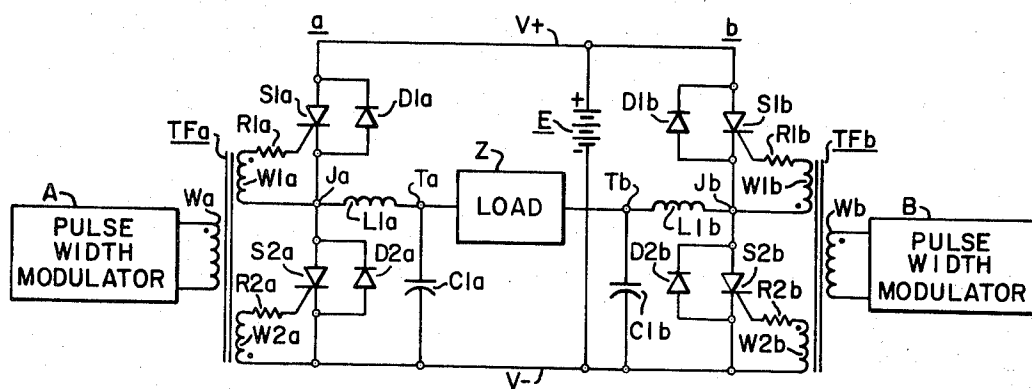 a
V+
b
S1a
D1a
D1b
S1b
+
E
-
TFa
R1a
R1b
TFb
Z
A
Wa
W1a
Ja
Ta
LOAD
Tb
Jb
W1b
Wb
B
L1a
L1b
PULSE
WIDTH
MODULATOR
S2a
D2a
D2b
S2b
PULSE
WIDTH
MODULATOR
R2a
C1a
C1b
R2b
W2a
W2b
V-